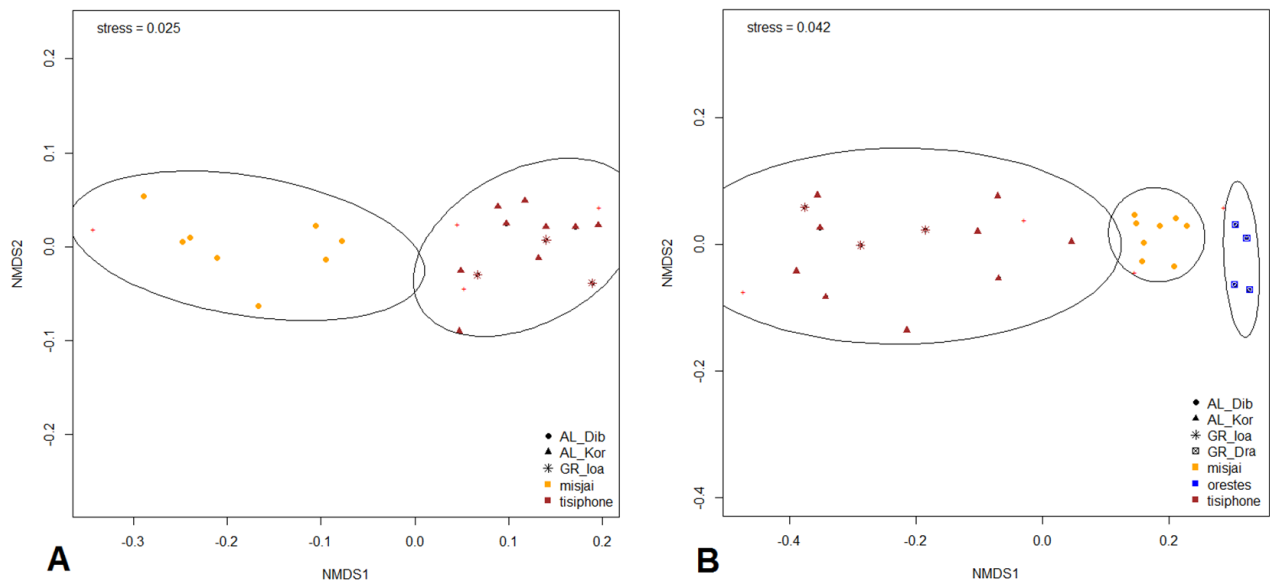 stress = 0.025
0.2
0.1
0.0
-0.1
-0.2
NMDS2
AL_Dib
AL_Kor
GR_Ioa
misjai
tisiphone
-0.3
-0.2
-0.1
0.0
0.1
0.2
NMDS1
A
stress = 0.042
0.2
0.0
-0.2
-0.4
NMDS2
AL_Dib
AL_Kor
GR_Ioa
GR_Dra
misjai
orestes
tisiphone
-0.4
-0.2
0.0
0.2
NMDS1
B